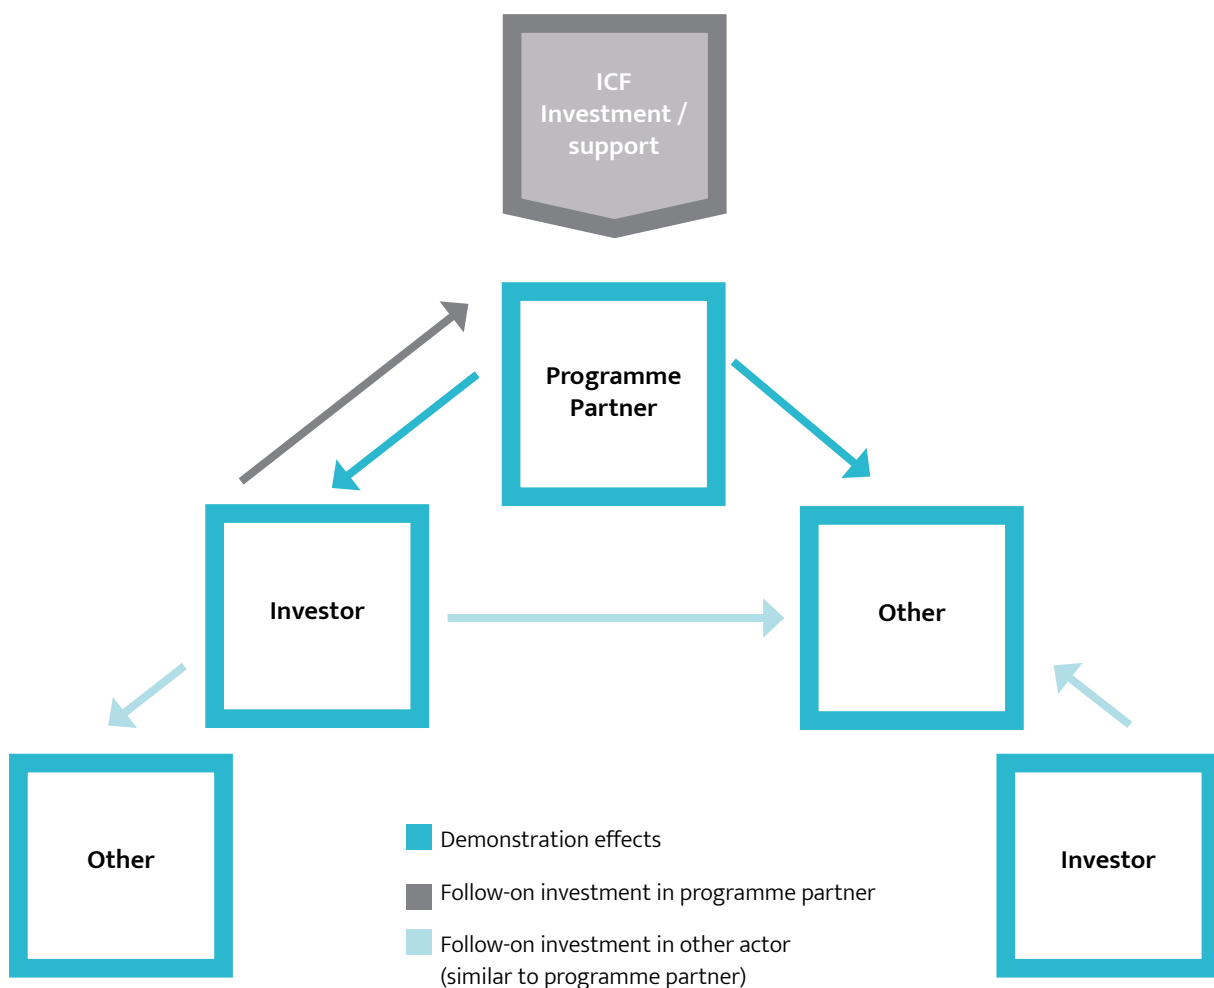 ICF
Investment /
support
Programme
Partner
Investor
Other
Other
Investor
Demonstration effects
Follow-on investment in programme partner
Follow-on investment in other actor
(similar to programme partner)